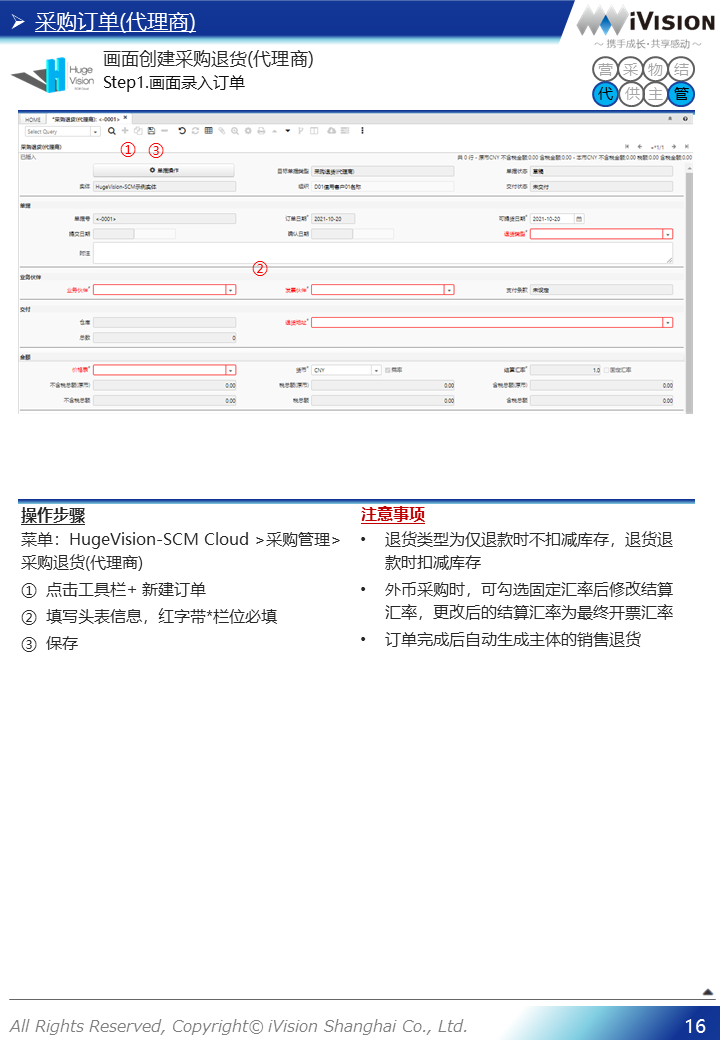 采购订单(代理商)
iVISION
～ 携手成长·共享感动 ～
Huge
Vision
画面创建采购退货(代理商)
Step1.画面录入订单
营 采 物 结
代 供 主 管
HOME *采购退货(代理商): <-0001> ×
Select Query
① ③
采购退货(代理商)
已插入 共 0 行 - 原币CNY 不含税金额:0.00 含税金额:0.00 - 本币CNY 不含税金额:0.00 税额:0.00 含税金额:0.00
单据操作 目标单据类型 采购退货(代理商) 单据状态 草稿
实体 HugeVision-SCM示例实体 组织 D01信用客户01名称 交付状态 未交付
单据
单据号 <-0001> 订单日期* 2021-10-20 可提货日期* 2021-10-20
提交日期 确认日期 退货类型*
附注
②
业务伙伴
业务伙伴* 发票伙伴* 支付条款 未规定
交付
仓库 退货地址*
总数 0
金额
价格表* 货币* CNY 概率 结算汇率* 1.0 固定汇率
不含税总额(原币) 0.00 税总额(原币) 0.00 含税总额(原币) 0.00
不含税总额 0.00 税总额 0.00 含税总额 0.00
操作步骤
菜单：HugeVision-SCM Cloud >采购管理>
采购退货(代理商)
① 点击工具栏+ 新建订单
② 填写头表信息，红字带*栏位必填
③ 保存
注意事项
• 退货类型为仅退款时不扣减库存，退货退
款时扣减库存
• 外币采购时，可勾选固定汇率后修改结算
汇率，更改后的结算汇率为最终开票汇率
• 订单完成后自动生成主体的销售退货
All Rights Reserved, Copyright© iVision Shanghai Co., Ltd.
16